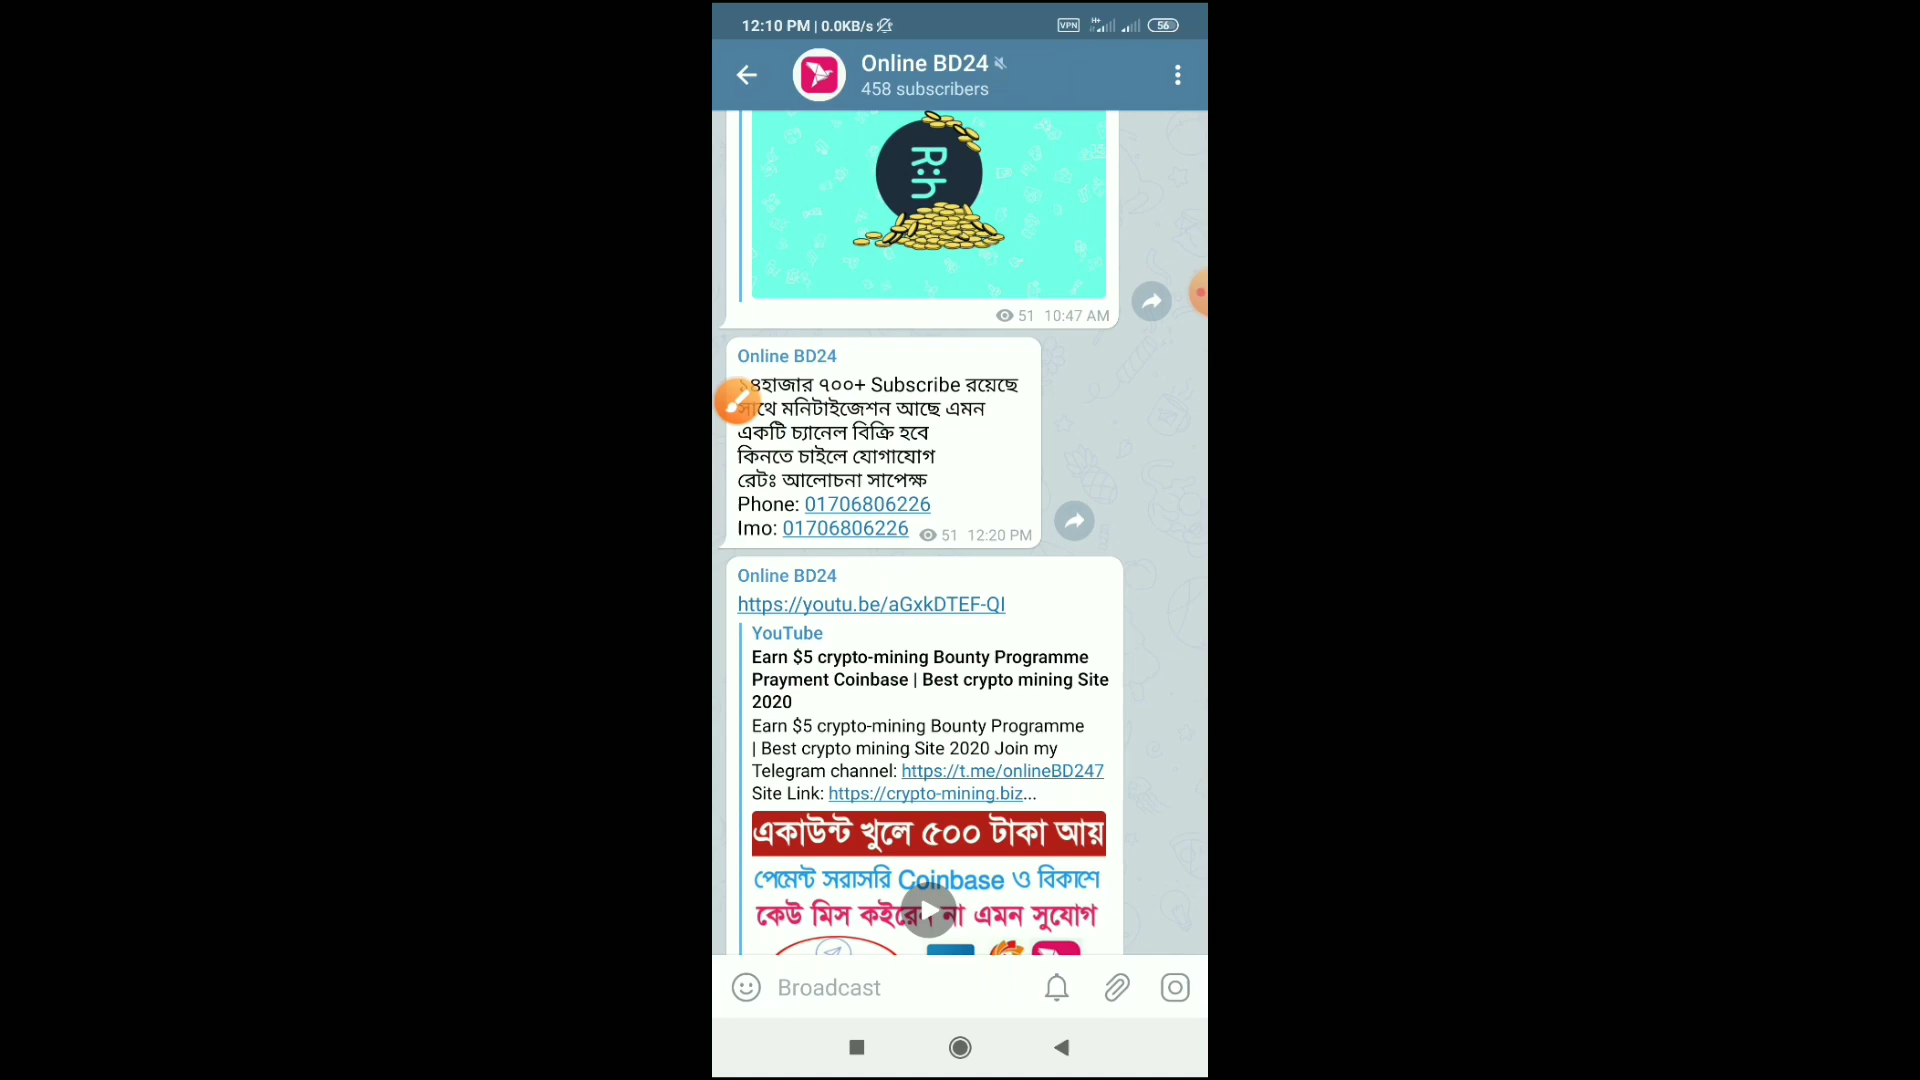 12:10 PM | 0.0KB/s
VPN
H+
56
Online BD24
458 subscribers
R:h
51 10:47 AM
Online BD24
১৪হাজার ৭০০+ Subscribe রয়েছে
সাথে মনিটাইজেশন আছে এমন
একটি চ্যানেল বিক্রি হবে
কিনতে চাইলে যোগাযোগ
রেটঃ আলোচনা সাপেক্ষ
Phone: 01706806226
Imo: 01706806226
51 12:20 PM
Online BD24
https://youtu.be/aGxkDTEF-QI
YouTube
Earn $5 crypto-mining Bounty Programme
Prayment Coinbase | Best crypto mining Site
2020
Earn $5 crypto-mining Bounty Programme
| Best crypto mining Site 2020 Join my
Telegram channel: https://t.me/onlineBD247
Site Link: https://crypto-mining.biz...
একাউন্ট খুলে ৫০০ টাকা আয়
পেমেন্ট সরাসরি Coinbase ও বিকাশে
কেউ মিস কইরেন না এমন সুযোগ
Broadcast